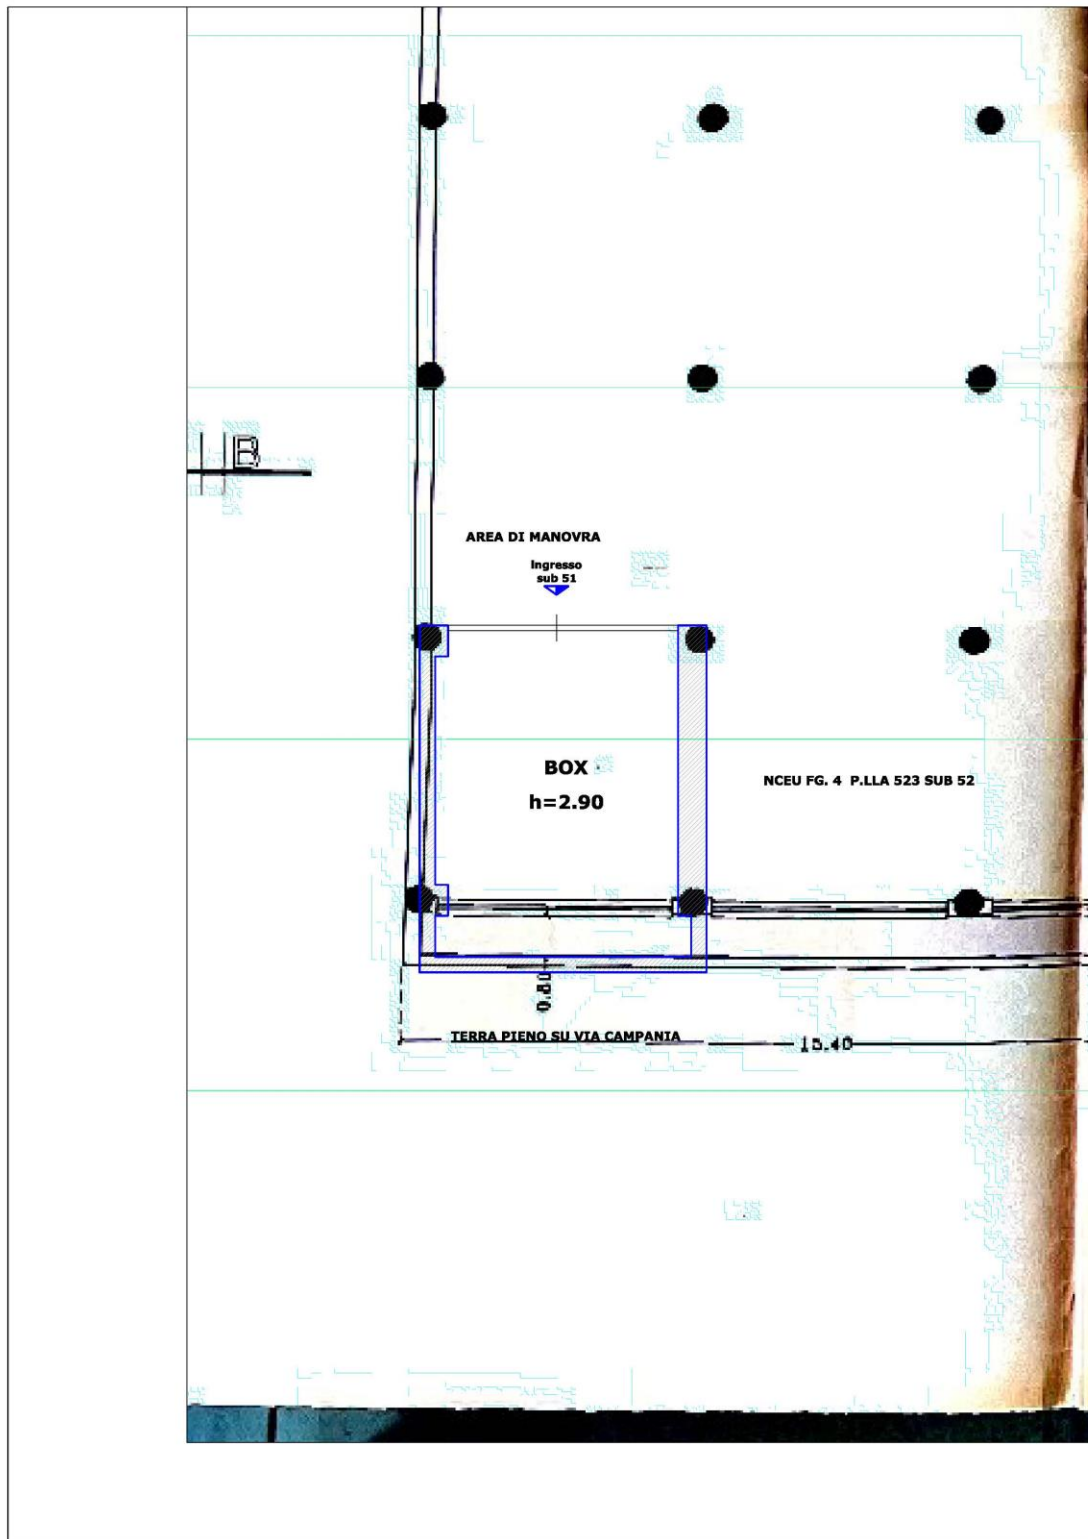 B
AREA DI MANOVRA
Ingresso
sub 51
BOX
h=2.90
NCEU FG. 4 P.LLA 523 SUB 52
0.80
TERRA PIENO SU VIA CAMPANIA
15.40